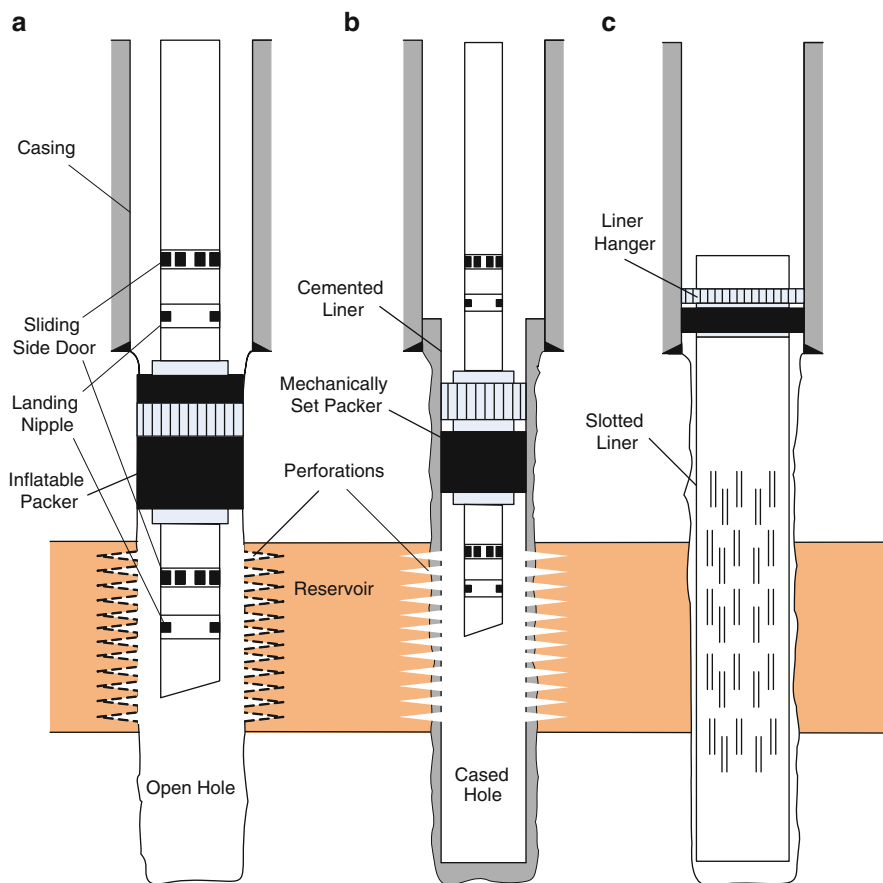 a
b
c
Casing
Sliding
Side Door
Landing
Nipple
Inflatable
Packer
Open Hole
Cemented
Liner
Mechanically
Set Packer
Perforations
Reservoir
Cased
Hole
Liner
Hanger
Slotted
Liner